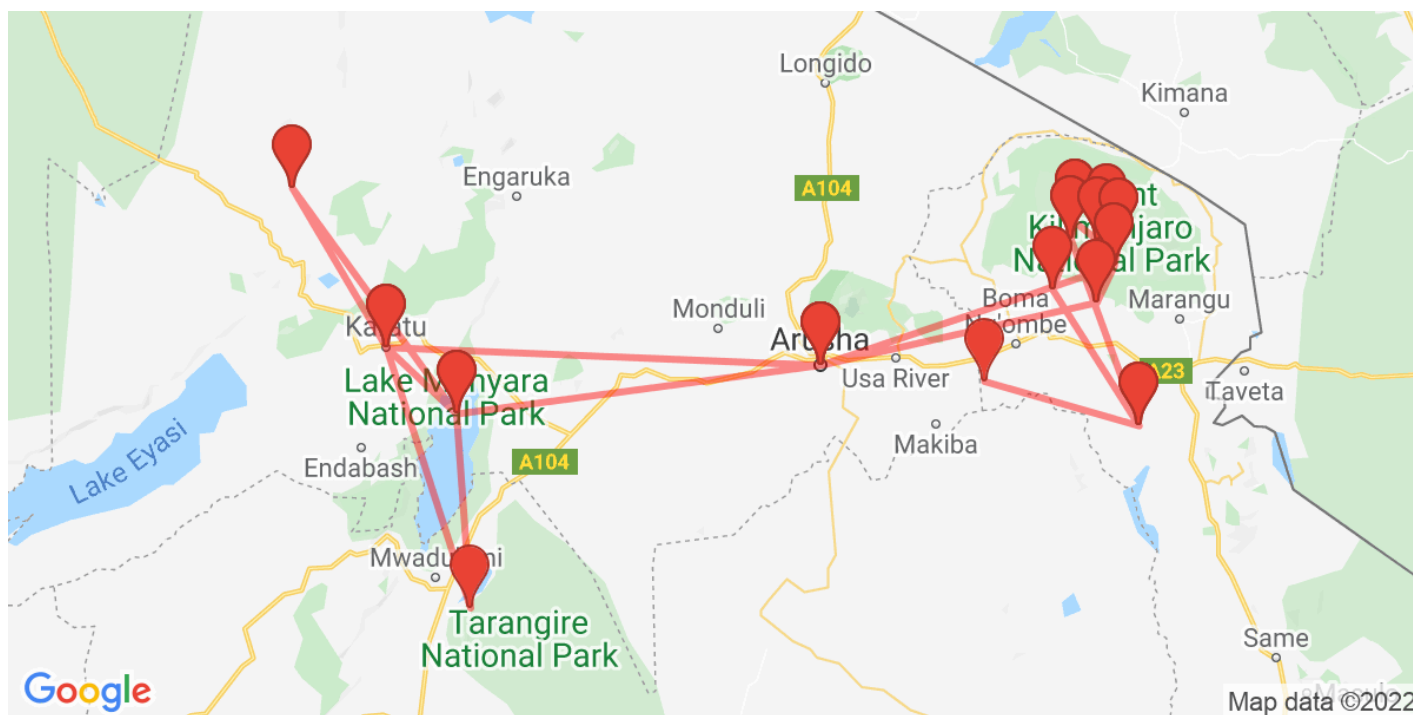 Longido
Kimana
Engaruka
A104
Kilimanjaro
National Park
Monduli
Boma
Marangu
Arusha
Lake Manyara
National Park
Usa River
A23
Taveta
Makiba
Lake Eyasi
Endabash
A104
Tarangire
National Park
Same
Google
Map data ©2022